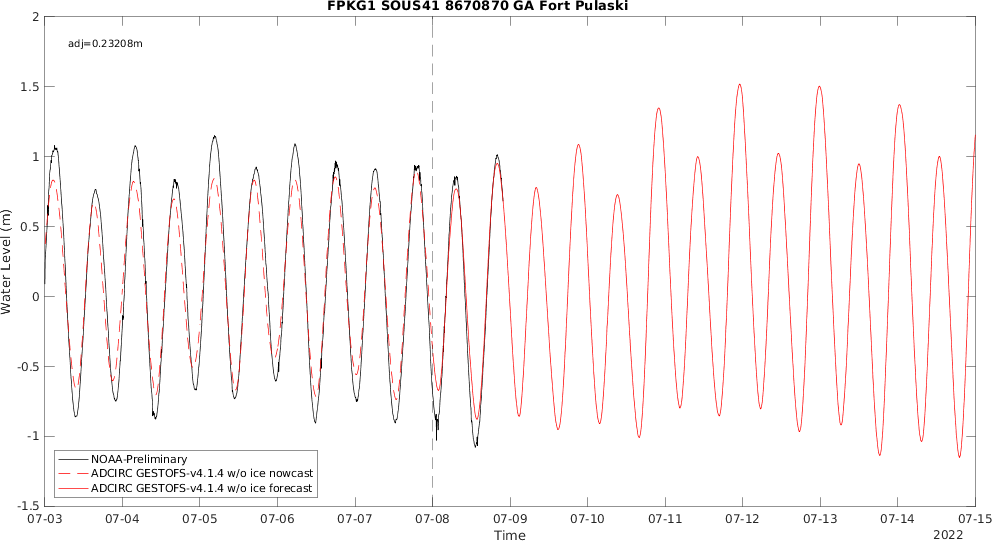 FPKG1 SOUS41 8670870 GA Fort Pulaski
adj=0.23208m
2
1.5
1
0.5
0
-0.5
-1
-1.5
Water Level (m)
NOAA-Preliminary
ADCIRC GESTOFS-v4.1.4 w/o ice nowcast
ADCIRC GESTOFS-v4.1.4 w/o ice forecast
07-03 07-04 07-05 07-06 07-07 07-08 07-09 07-10 07-11 07-12 07-13 07-14 07-15
Time
2022